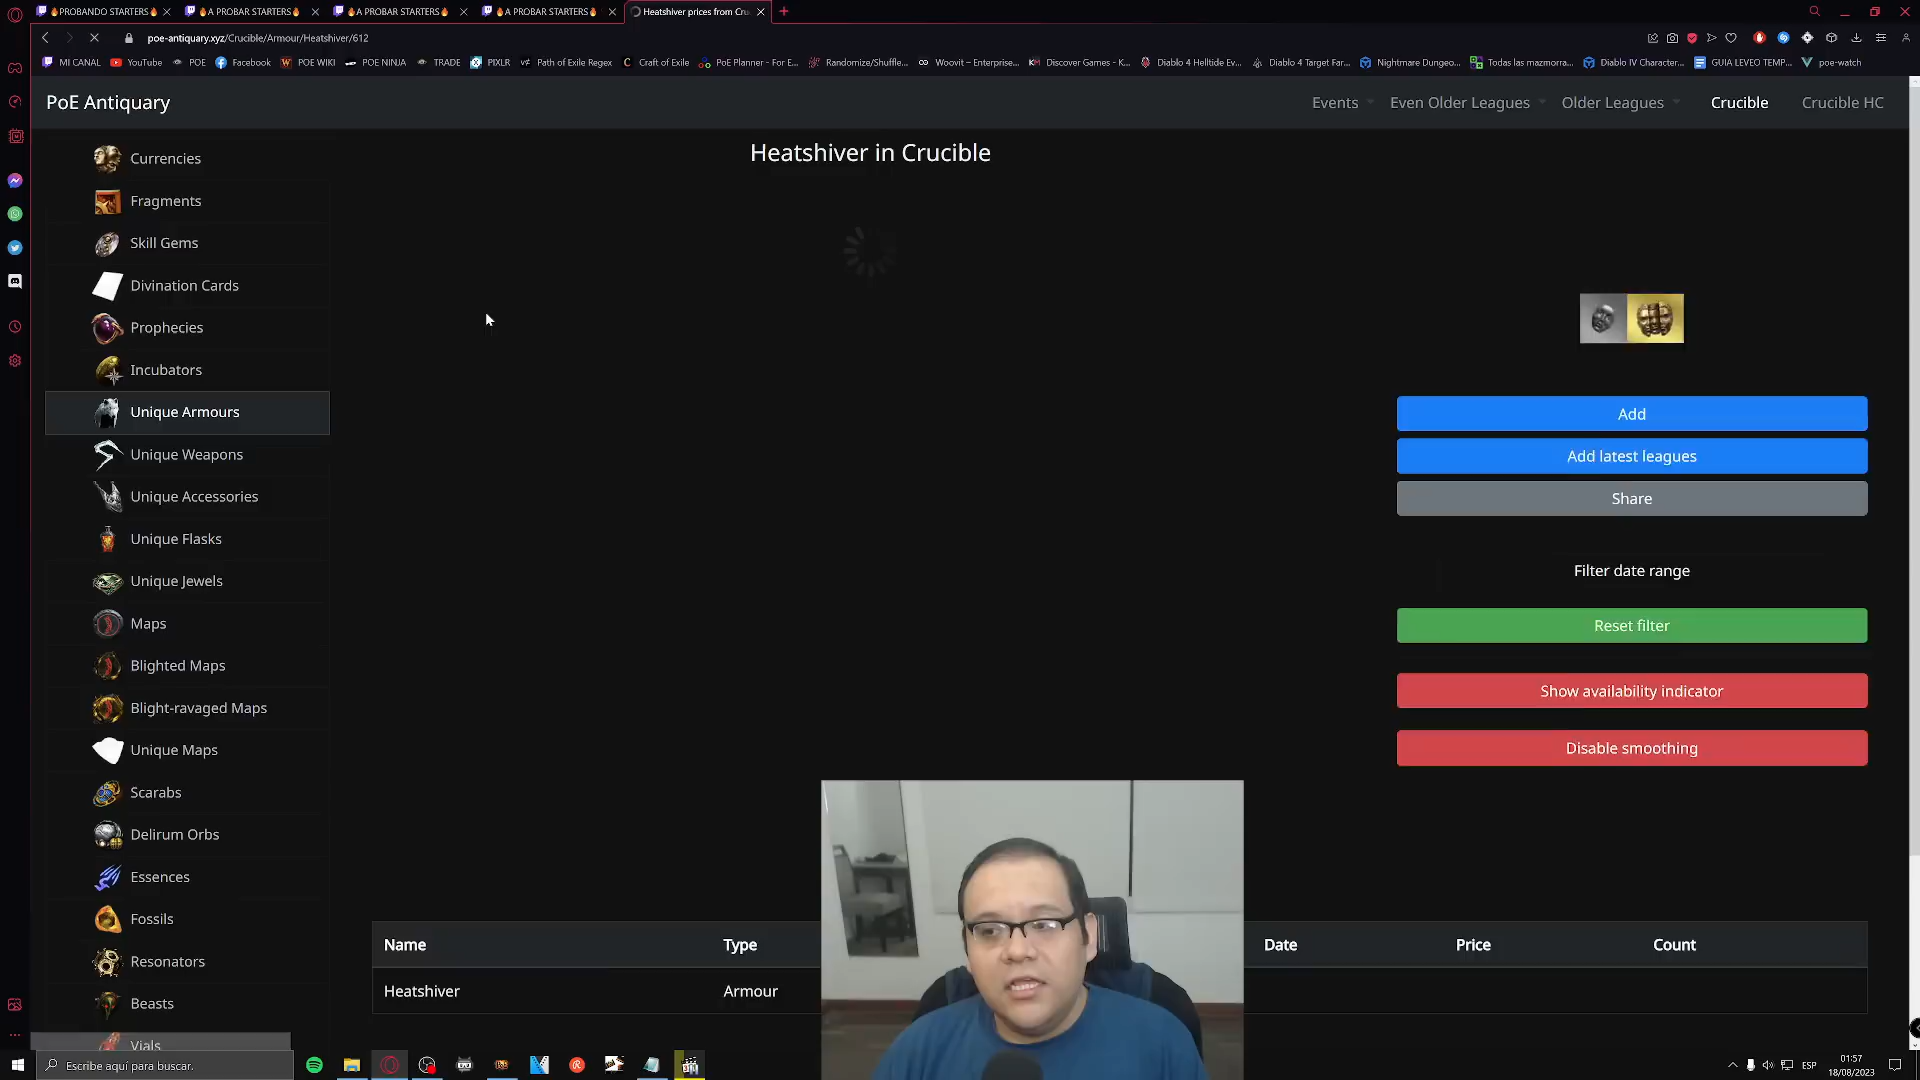 🔥PROBANDO STARTERS🔥
🔥A PROBAR STARTERS🔥
🔥A PROBAR STARTERS🔥
🔥A PROBAR STARTERS🔥
Heatshiver prices from Cru
poe-antiquary.xyz/Crucible/Armour/Heatshiver/612
MI CANAL
YouTube
POE
Facebook
POE WIKI
POE NINJA
TRADE
PIXLR
Path of Exile Regex
Craft of Exile
PoE Planner - For E...
Randomize/Shuffle...
Woovit – Enterprise...
Discover Games - K...
Diablo 4 Helltide Ev...
Diablo 4 Target Far...
Nightmare Dungeo...
Todas las mazmorra...
Diablo IV Character...
GUIA LEVEO TEMP...
poe-watch
PoE Antiquary
Events
Even Older Leagues
Older Leagues
Crucible
Crucible HC
Currencies
Fragments
Skill Gems
Divination Cards
Prophecies
Incubators
Unique Armours
Unique Weapons
Unique Accessories
Unique Flasks
Unique Jewels
Maps
Blighted Maps
Blight-ravaged Maps
Unique Maps
Scarabs
Delirum Orbs
Essences
Fossils
Resonators
Beasts
Vials
Heatshiver in Crucible
Add
Add latest leagues
Share
Filter date range
Reset filter
Show availability indicator
Disable smoothing
Name Type Date Price Count
Heatshiver Armour
Escribe aquí para buscar.
ESP
01:57
18/08/2023